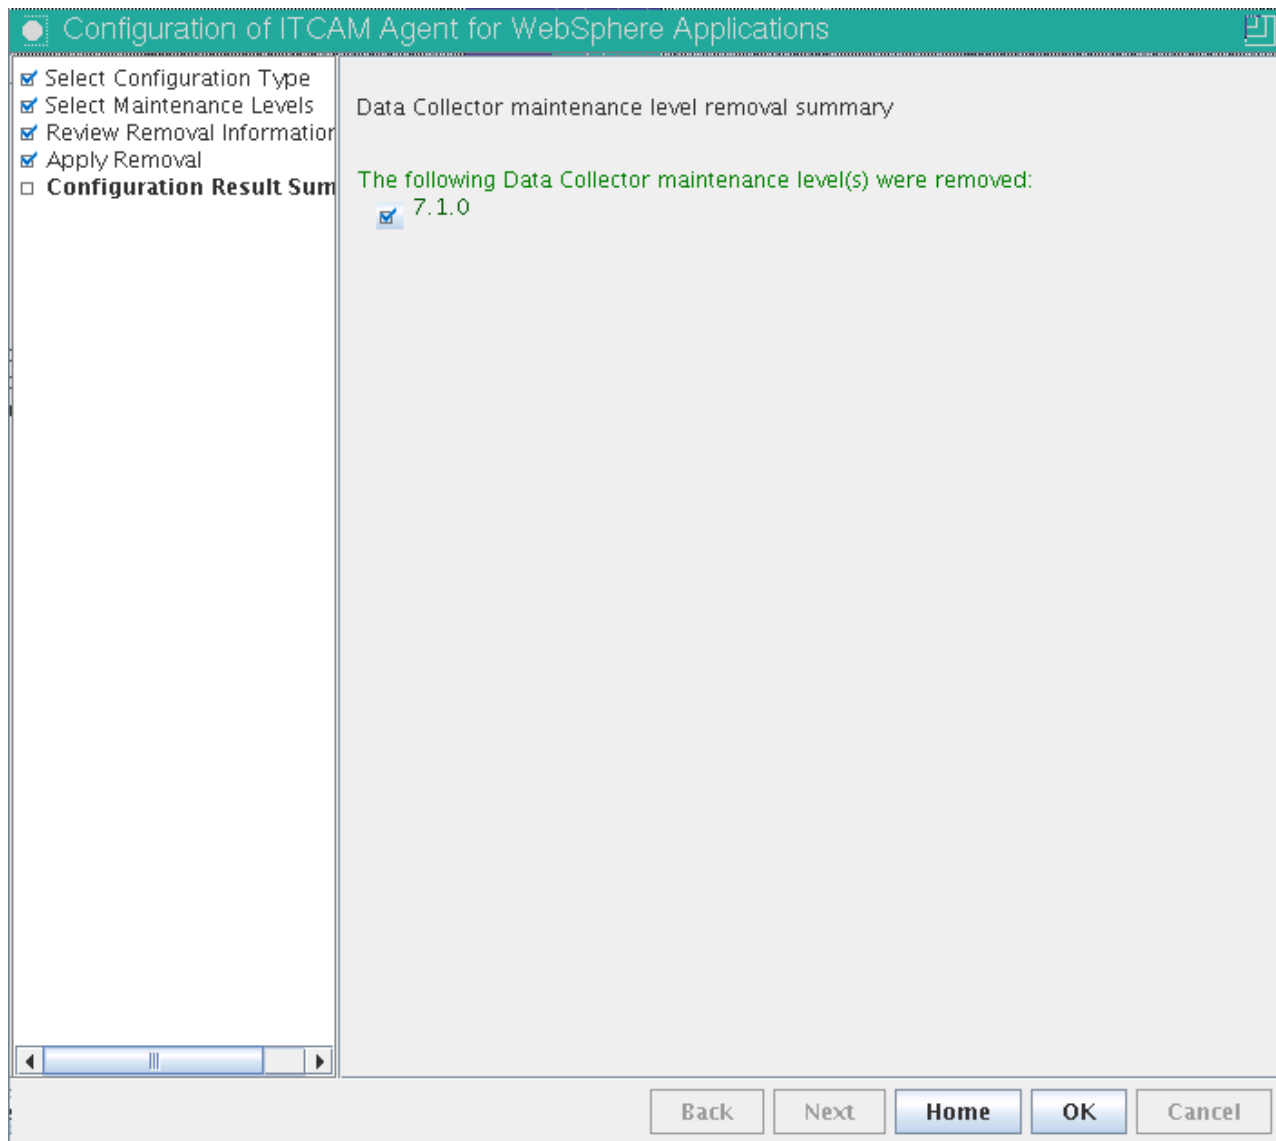 Configuration of ITCAM Agent for WebSphere Applications
Select Configuration Type
Select Maintenance Levels
Review Removal Information
Apply Removal
Configuration Result Sum
Data Collector maintenance level removal summary
The following Data Collector maintenance level(s) were removed:
7.1.0
Back Next Home OK Cancel